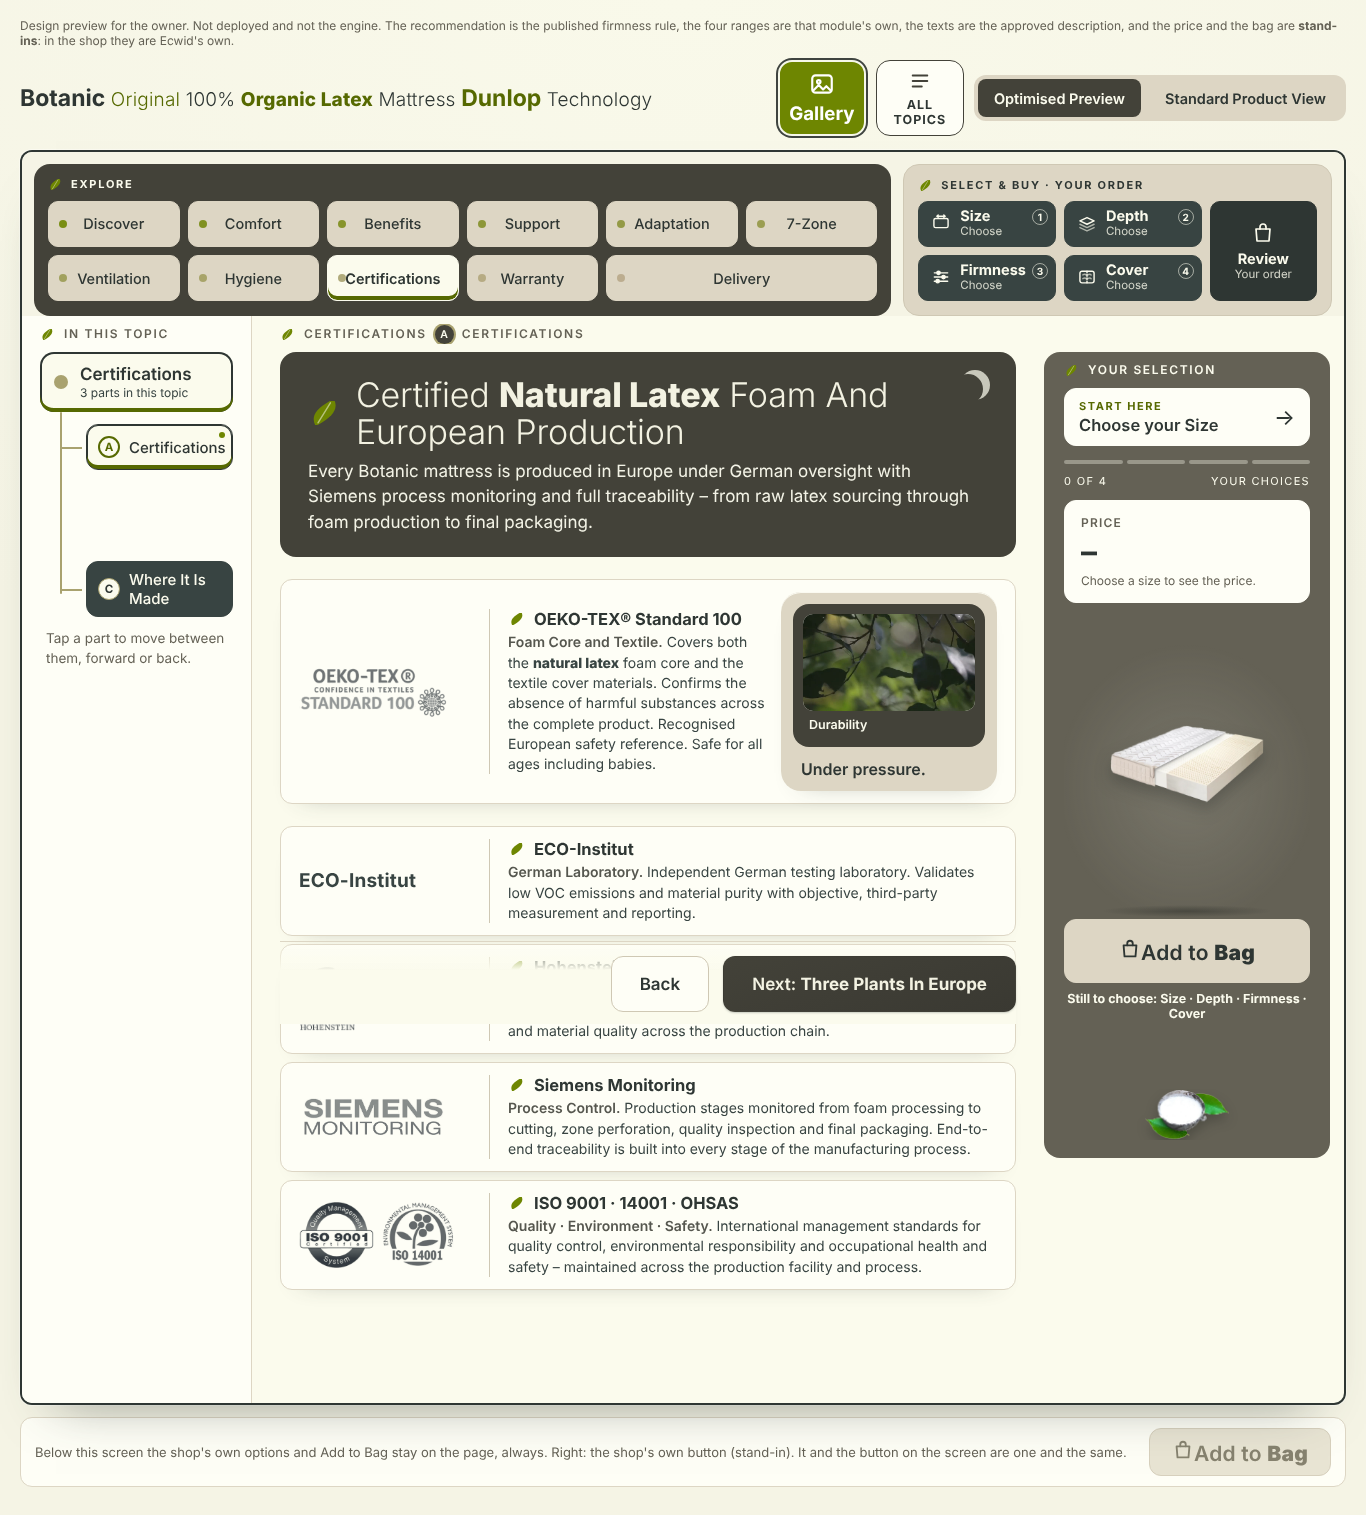 Design preview for the owner. Not deployed and not the engine. The recommendation is the published firmness rule, the four ranges are that module's own, the texts are the approved description, and the price and the bag are stand-
ins: in the shop they are Ecwid's own.
Botanic Original 100% Organic Latex Mattress Dunlop Technology
Gallery
ALL
TOPICS
Optimised Preview
Standard Product View
EXPLORE
Discover
Comfort
Benefits
Support
Adaptation
7-Zone
Ventilation
Hygiene
Certifications
Warranty
Delivery
SELECT & BUY · YOUR ORDER
Size 1
Choose
Depth 2
Choose
Firmness 3
Choose
Cover 4
Choose
Review
Your order
IN THIS TOPIC
Certifications
3 parts in this topic
A Certifications
C Where It Is
Made
Tap a part to move between
them, forward or back.
CERTIFICATIONS A CERTIFICATIONS
Certified Natural Latex Foam And
European Production
Every Botanic mattress is produced in Europe under German oversight with
Siemens process monitoring and full traceability – from raw latex sourcing through
foam production to final packaging.
OEKO-TEX®
CONFIDENCE IN TEXTILES
STANDARD 100
OEKO-TEX® Standard 100
Foam Core and Textile. Covers both
the natural latex foam core and the
textile cover materials. Confirms the
absence of harmful substances across
the complete product. Recognised
European safety reference. Safe for all
ages including babies.
Durability
Under pressure.
ECO-Institut
ECO-Institut
German Laboratory. Independent German testing laboratory. Validates
low VOC emissions and material purity with objective, third-party
measurement and reporting.
Back
Next: Three Plants In Europe
HOHENSTEIN
and material quality across the production chain.
SIEMENS
MONITORING
Siemens Monitoring
Process Control. Production stages monitored from foam processing to
cutting, zone perforation, quality inspection and final packaging. End-to-
end traceability is built into every stage of the manufacturing process.
Quality Management
ISO 9001
Certified
System
ENVIRONMENTAL MANAGEMENT SYSTEM
ISO 14001
ISO 9001 · 14001 · OHSAS
Quality · Environment · Safety. International management standards for
quality control, environmental responsibility and occupational health and
safety – maintained across the production facility and process.
YOUR SELECTION
START HERE
Choose your Size
0 OF 4
YOUR CHOICES
PRICE
–
Choose a size to see the price.
Add to Bag
Still to choose: Size · Depth · Firmness ·
Cover
Below this screen the shop's own options and Add to Bag stay on the page, always. Right: the shop's own button (stand-in). It and the button on the screen are one and the same.
Add to Bag